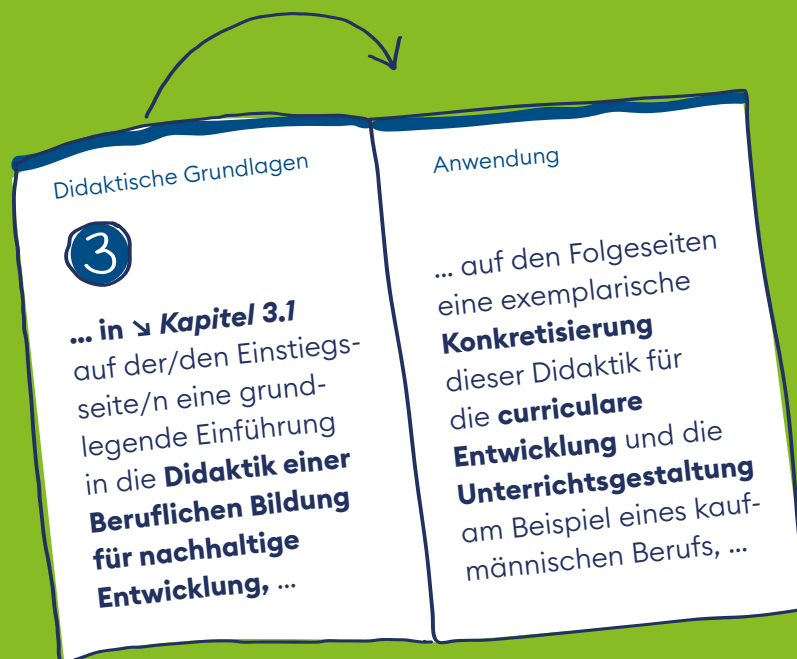 Didaktische Grundlagen
3
... in ↘ Kapitel 3.1
auf der/den Einstiegs-
seite/n eine grund-
legende Einführung
in die Didaktik einer
Beruflichen Bildung
für nachhaltige
Entwicklung, ...
Anwendung
... auf den Folgeseiten
eine exemplarische
Konkretisierung
dieser Didaktik für
die curriculare
Entwicklung und die
Unterrichtsgestaltung
am Beispiel eines kauf-
männischen Berufs, ...